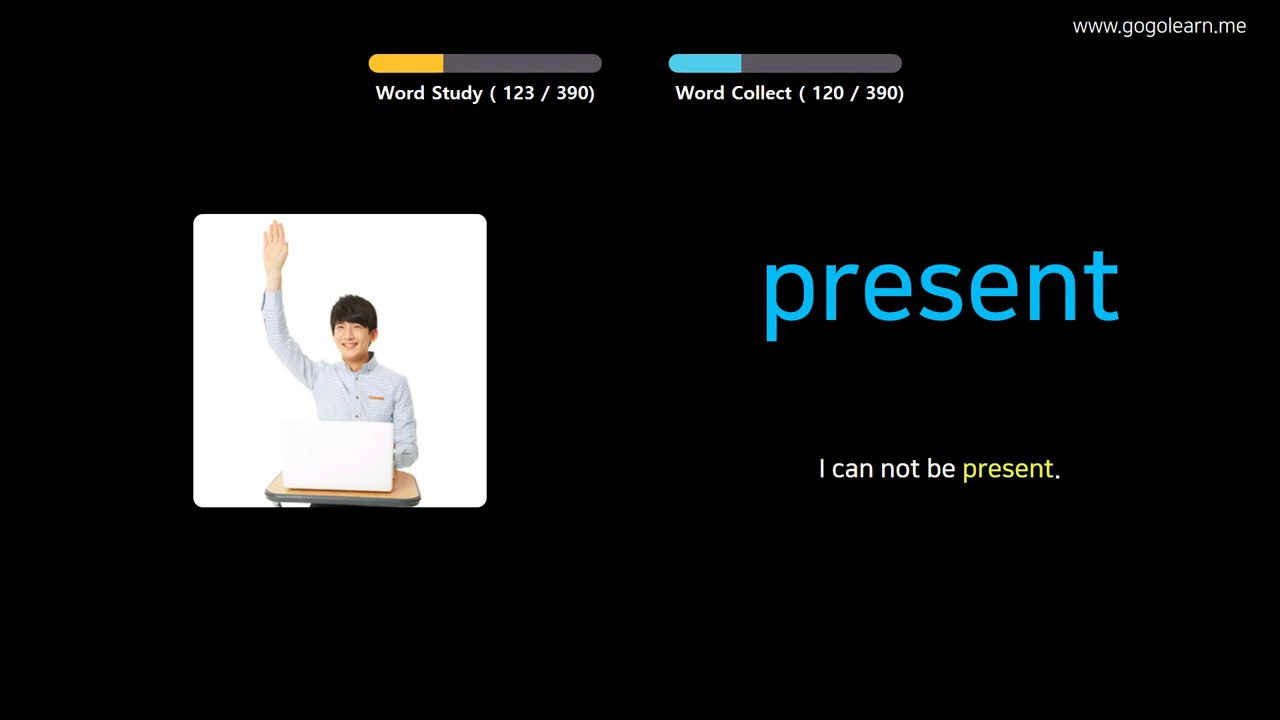 www.gogolearn.me
Word Study ( 123 / 390)
Word Collect ( 120 / 390)
present
I can not be present.